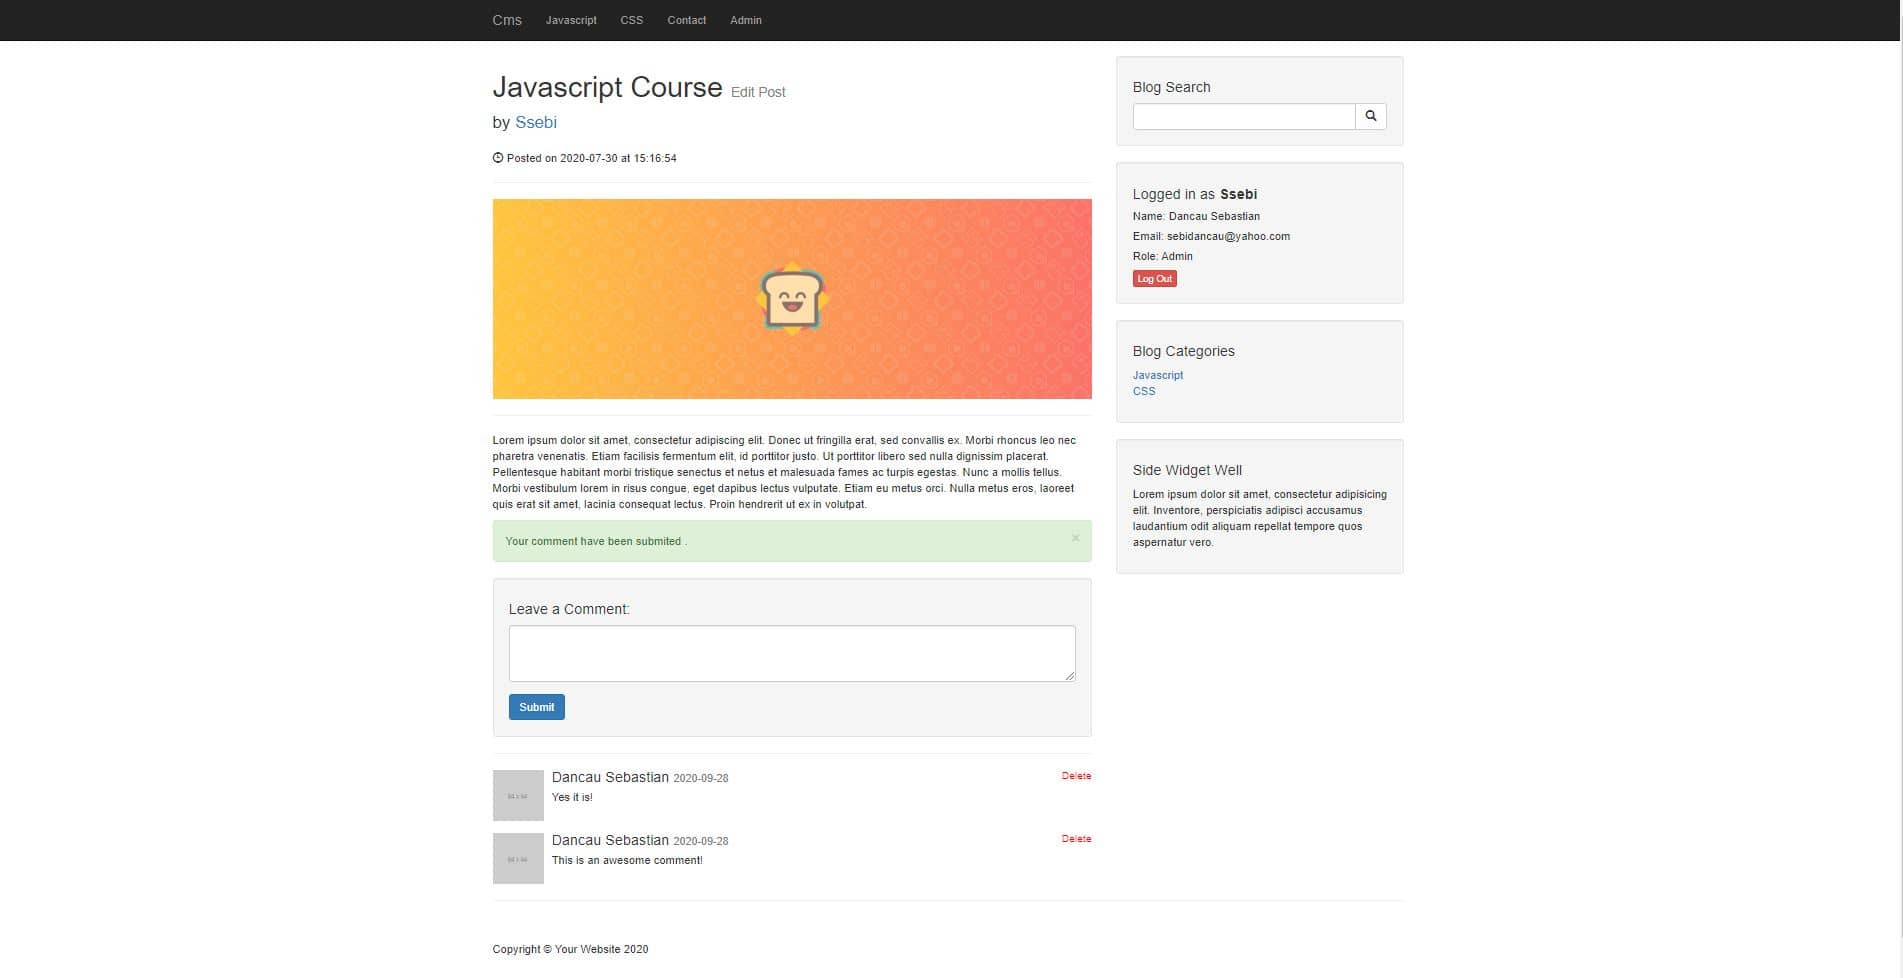 Cms Javascript CSS Contact Admin
Javascript Course Edit Post
by Ssebi
Posted on 2020-07-30 at 15:16:54
Lorem ipsum dolor sit amet, consectetur adipiscing elit. Donec ut fringilla erat, sed convallis ex. Morbi rhoncus leo nec
pharetra venenatis. Etiam facilisis fermentum elit, id porttitor justo. Ut porttitor libero sed nulla dignissim placerat.
Pellentesque habitant morbi tristique senectus et netus et malesuada fames ac turpis egestas. Nunc a mollis tellus.
Morbi vestibulum lorem in risus congue, eget dapibus lectus vulputate. Etiam eu metus orci. Nulla metus eros, laoreet
quis erat sit amet, lacinia consequat lectus. Proin hendrerit ut ex in volutpat.
Your comment have been submited .
×
Leave a Comment:
Submit
Dancau Sebastian 2020-09-28
Delete
Yes it is!
Dancau Sebastian 2020-09-28
Delete
This is an awesome comment!
Blog Search
Logged in as Ssebi
Name: Dancau Sebastian
Email: sebidancau@yahoo.com
Role: Admin
Log Out
Blog Categories
Javascript
CSS
Side Widget Well
Lorem ipsum dolor sit amet, consectetur adipisicing
elit. Inventore, perspiciatis adipisci accusamus
laudantium odit aliquam repellat tempore quos
aspernatur vero.
Copyright © Your Website 2020